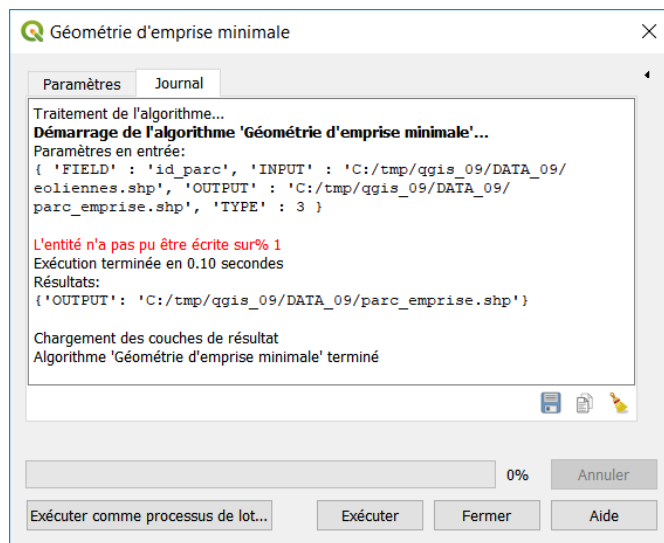 Géométrie d'emprise minimale
Paramètres
Journal
Traitement de l'algorithme...
Démarrage de l'algorithme 'Géométrie d'emprise minimale'...
Paramètres en entrée:
{ 'FIELD' : 'id_parc', 'INPUT' : 'C:/tmp/qgis_09/DATA_09/
eoliennes.shp', 'OUTPUT' : 'C:/tmp/qgis_09/DATA_09/
parc_emprise.shp', 'TYPE' : 3 }
L'entité n'a pas pu être écrite sur% 1
Exécution terminée en 0.10 secondes
Résultats:
{'OUTPUT': 'C:/tmp/qgis_09/DATA_09/parc_emprise.shp'}
Chargement des couches de résultat
Algorithme 'Géométrie d'emprise minimale' terminé
0%
Annuler
Exécuter comme processus de lot...
Exécuter
Fermer
Aide